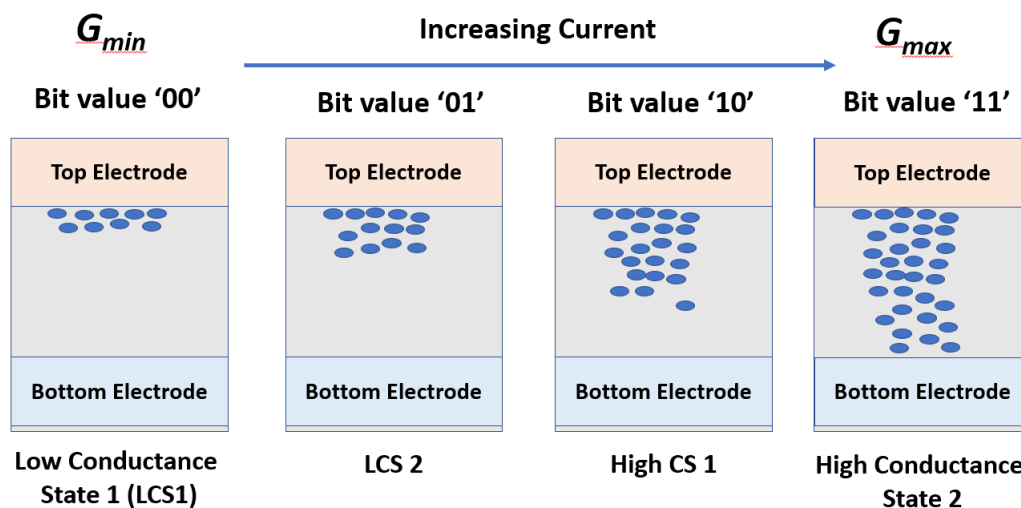 G_min
Increasing Current
G_max
Bit value ‘00’
Bit value ‘01’
Bit value ‘10’
Bit value ‘11’
Top Electrode
Top Electrode
Top Electrode
Top Electrode
Bottom Electrode
Bottom Electrode
Bottom Electrode
Bottom Electrode
Low Conductance
State 1 (LCS1)
LCS 2
High CS 1
High Conductance
State 2